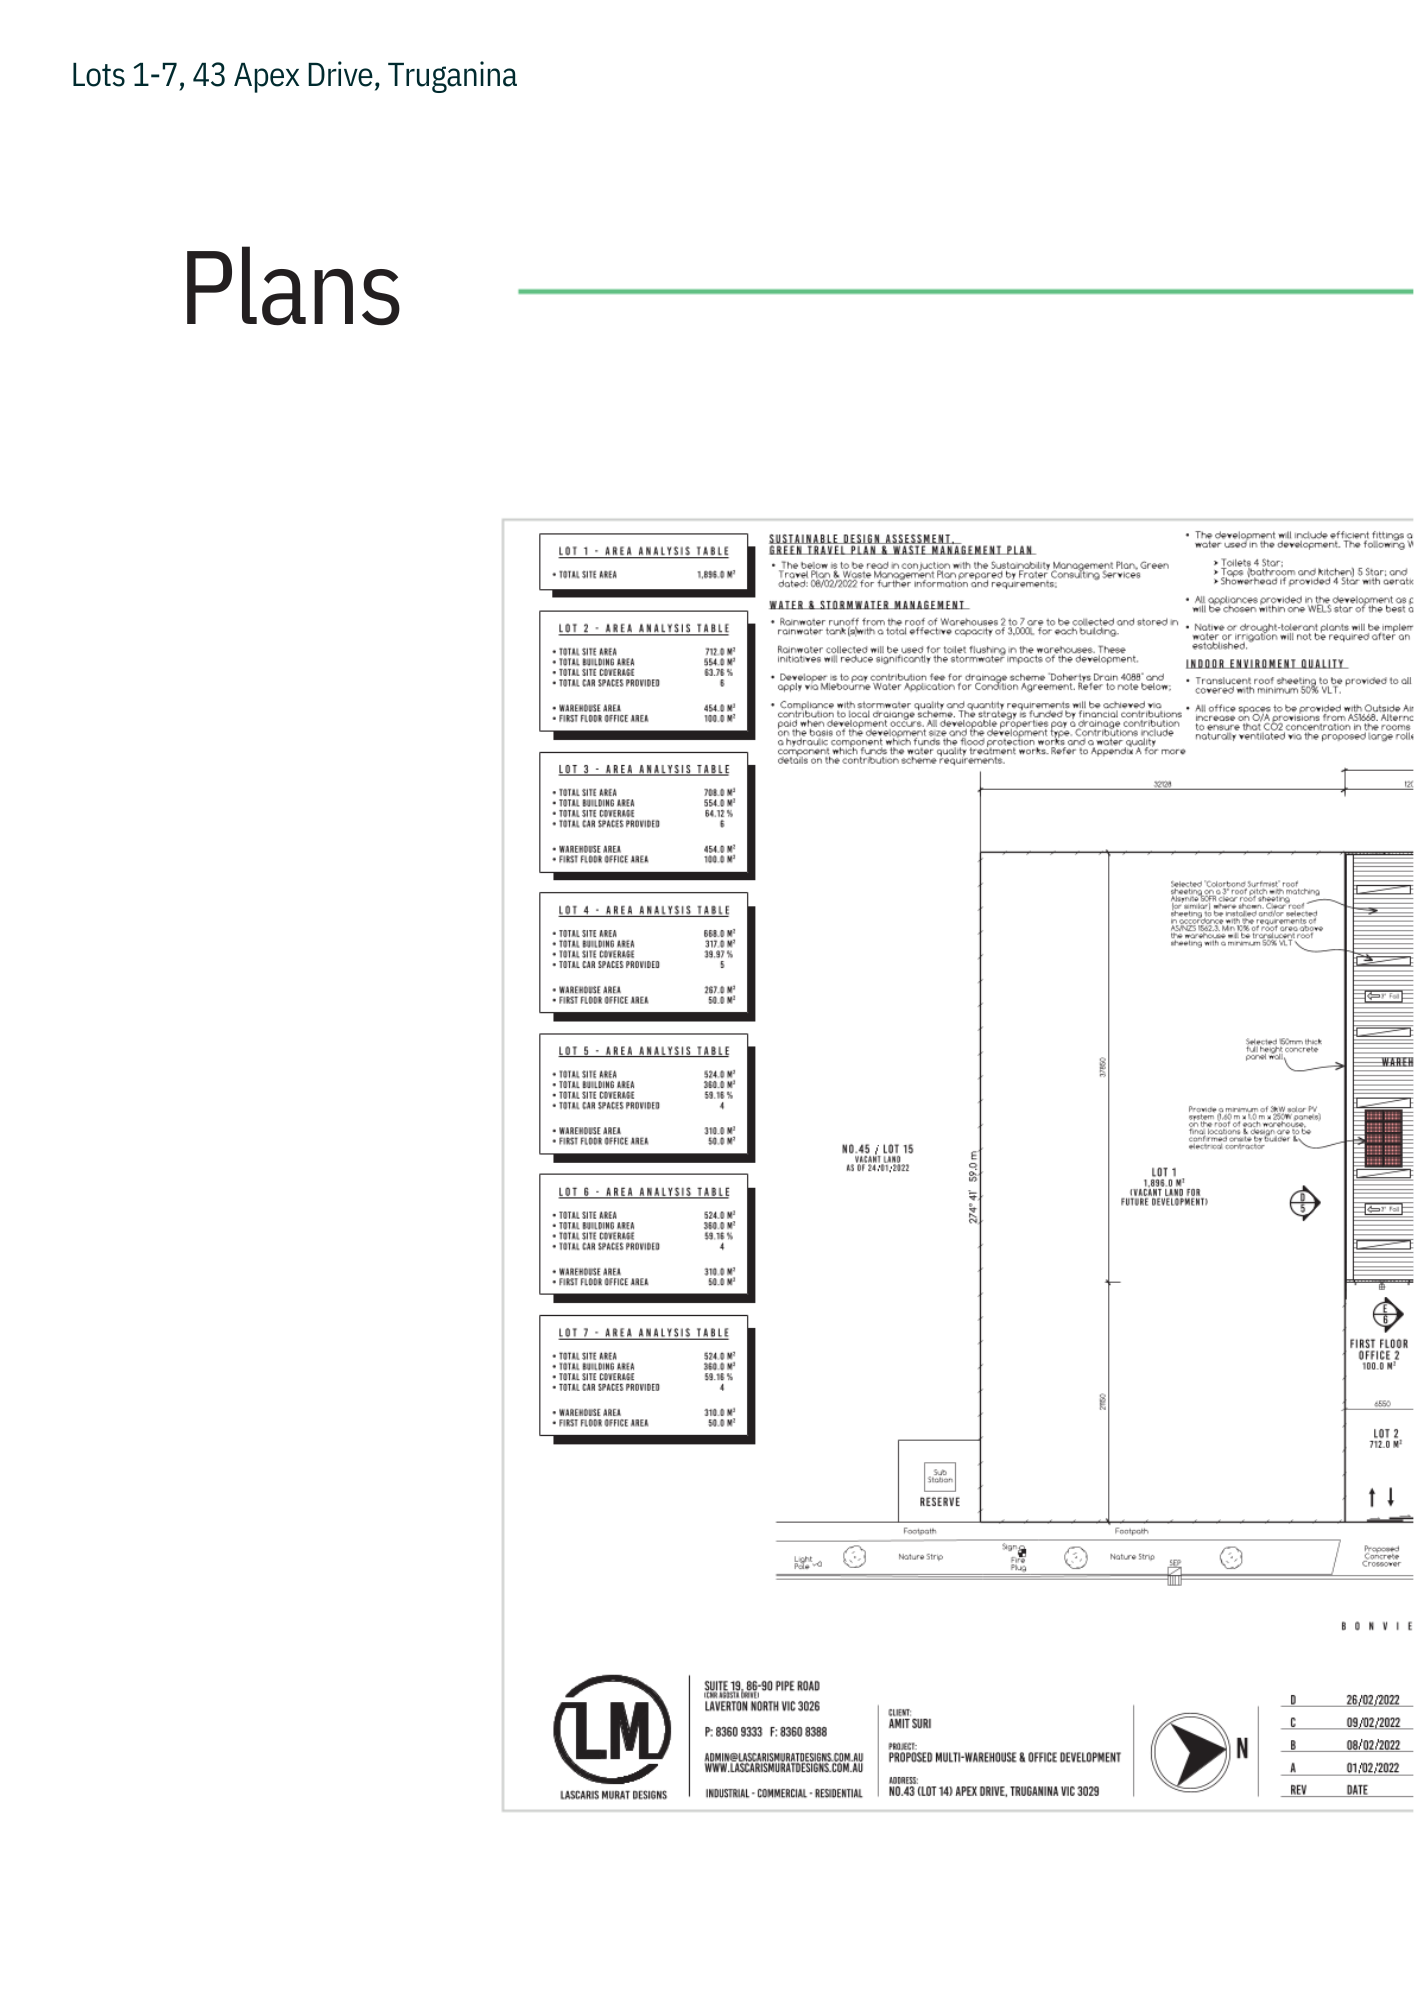 Lots 1-7, 43 Apex Drive, Truganina
Plans
LOT 1 - AREA ANALYSIS TABLE
• TOTAL SITE AREA 1,896.0 M²
LOT 2 - AREA ANALYSIS TABLE
• TOTAL SITE AREA 712.0 M²
• TOTAL BUILDING AREA 554.0 M²
• TOTAL SITE COVERAGE 63.76 %
• TOTAL CAR SPACES PROVIDED 6
• WAREHOUSE AREA 454.0 M²
• FIRST FLOOR OFFICE AREA 100.0 M²
LOT 3 - AREA ANALYSIS TABLE
• TOTAL SITE AREA 708.0 M²
• TOTAL BUILDING AREA 554.0 M²
• TOTAL SITE COVERAGE 64.12 %
• TOTAL CAR SPACES PROVIDED 6
• WAREHOUSE AREA 454.0 M²
• FIRST FLOOR OFFICE AREA 100.0 M²
LOT 4 - AREA ANALYSIS TABLE
• TOTAL SITE AREA 668.0 M²
• TOTAL BUILDING AREA 317.0 M²
• TOTAL SITE COVERAGE 39.97 %
• TOTAL CAR SPACES PROVIDED 5
• WAREHOUSE AREA 267.0 M²
• FIRST FLOOR OFFICE AREA 50.0 M²
LOT 5 - AREA ANALYSIS TABLE
• TOTAL SITE AREA 524.0 M²
• TOTAL BUILDING AREA 360.0 M²
• TOTAL SITE COVERAGE 59.16 %
• TOTAL CAR SPACES PROVIDED 4
• WAREHOUSE AREA 310.0 M²
• FIRST FLOOR OFFICE AREA 50.0 M²
LOT 6 - AREA ANALYSIS TABLE
• TOTAL SITE AREA 524.0 M²
• TOTAL BUILDING AREA 360.0 M²
• TOTAL SITE COVERAGE 59.16 %
• TOTAL CAR SPACES PROVIDED 4
• WAREHOUSE AREA 310.0 M²
• FIRST FLOOR OFFICE AREA 50.0 M²
LOT 7 - AREA ANALYSIS TABLE
• TOTAL SITE AREA 524.0 M²
• TOTAL BUILDING AREA 360.0 M²
• TOTAL SITE COVERAGE 59.16 %
• TOTAL CAR SPACES PROVIDED 4
• WAREHOUSE AREA 310.0 M²
• FIRST FLOOR OFFICE AREA 50.0 M²
SUSTAINABLE DESIGN ASSESSMENT,
GREEN TRAVEL PLAN & WASTE MANAGEMENT PLAN
• The below is to be read in conjuction with the Sustainability Management Plan, Green
Travel Plan & Waste Management Plan prepared by Frater Consulting Services
dated: 08/02/2022 for further information and requirements;
WATER & STORMWATER MANAGEMENT
• Rainwater runoff from the roof of Warehouses 2 to 7 are to be collected and stored in
rainwater tank(s)with a total effective capacity of 3,000L for each building.
Rainwater collected will be used for toilet flushing in the warehouses. These
initiatives will reduce significantly the stormwater impacts of the development.
• Developer is to pay contribution fee for drainage scheme "Dohertys Drain 4088" and
apply via Mlebourne Water Application for Condition Agreement. Refer to note below;
• Compliance with stormwater quality and quantity requirements will be achieved via
contribution to local draiange scheme. The strategy is funded by financial contributions
paid when development occurs. All developable properties pay a drainage contribution
on the basis of the development size and the development type. Contributions include
a hydraulic component which funds the flood protection works and a water quality
component which funds the water quality treatment works. Refer to Appendix A for more
details on the contribution scheme requirements.
• The development will include efficient fittings a
water used in the development. The following W
➤ Toilets 4 Star;
➤ Taps (bathroom and kitchen) 5 Star; and
➤ Showerhead if provided 4 Star with aeratio
• All appliances provided in the development as p
will be chosen within one WELS star of the best a
• Native or drought-tolerant plants will be implem
water or irrigation will not be required after an
established.
INDOOR ENVIROMENT QUALITY
• Translucent roof sheeting to be provided to all
covered with minimum 50% VLT.
• All office spaces to be provided with Outside Air
increase on O/A provisions from AS1668. Alterna
to ensure that CO2 concentration in the rooms
naturally ventilated via the proposed large rolle
32128
120
Selected 'Colorbond Surfmist' roof
sheeting on a 3° roof pitch with matching
Alsynite 50FR clear roof sheeting
(or similar) where shown. Clear roof
sheeting to be installed and/or selected
in accordance with the requirements of
AS/NZS 1562.3. Min 10% of roof area above
the warehouse will be translucent roof
sheeting with a minimum 50% VLT
3° Fall
Selected 150mm thick
full height concrete
panel wall
WAREH
37850
Provide a minimum of 3kW solar PV
system (1.60 m x 1.0 m x 250W panels)
on the roof of each warehouse,
final locations & design are to be
confirmed onsite by builder &
electrical contractor
NO.45 / LOT 15
VACANT LAND
AS OF 24/01/2022
274° 41' 59.0 m
LOT 1
1,896.0 M²
(VACANT LAND FOR
FUTURE DEVELOPMENT)
D
5
3° Fall
E
6
FIRST FLOOR
OFFICE 2
100.0 M²
21150
6550
LOT 2
712.0 M²
Sub
Station
RESERVE
Footpath Footpath
Light
Pole
Nature Strip
Sign
Fire
Plug
Nature Strip
SEP
Proposed
Concrete
Crossover
BONVIE
LM
LASCARIS MURAT DESIGNS
SUITE 19, 86-90 PIPE ROAD
(CNR AGOSTA DRIVE)
LAVERTON NORTH VIC 3026
P: 8360 9333 F: 8360 8388
ADMIN@LASCARISMURATDESIGNS.COM.AU
WWW.LASCARISMURATDESIGNS.COM.AU
INDUSTRIAL - COMMERCIAL - RESIDENTIAL
CLIENT:
AMIT SURI
PROJECT:
PROPOSED MULTI-WAREHOUSE & OFFICE DEVELOPMENT
ADDRESS:
NO.43 (LOT 14) APEX DRIVE, TRUGANINA VIC 3029
N
D 26/02/2022
C 09/02/2022
B 08/02/2022
A 01/02/2022
REV DATE